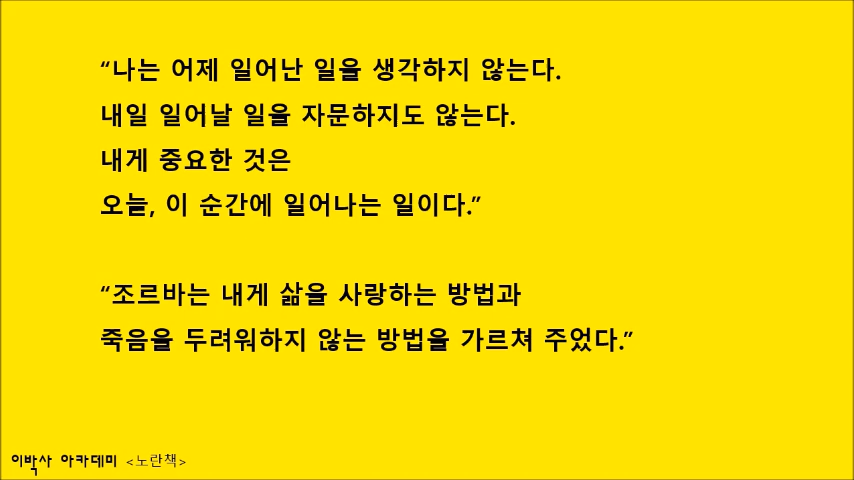 “나는 어제 일어난 일을 생각하지 않는다.
내일 일어날 일을 자문하지도 않는다.
내게 중요한 것은
오늘, 이 순간에 일어나는 일이다.”
“조르바는 내게 삶을 사랑하는 방법과
죽음을 두려워하지 않는 방법을 가르쳐 주었다.”
이박사 아카데미 <노란책>